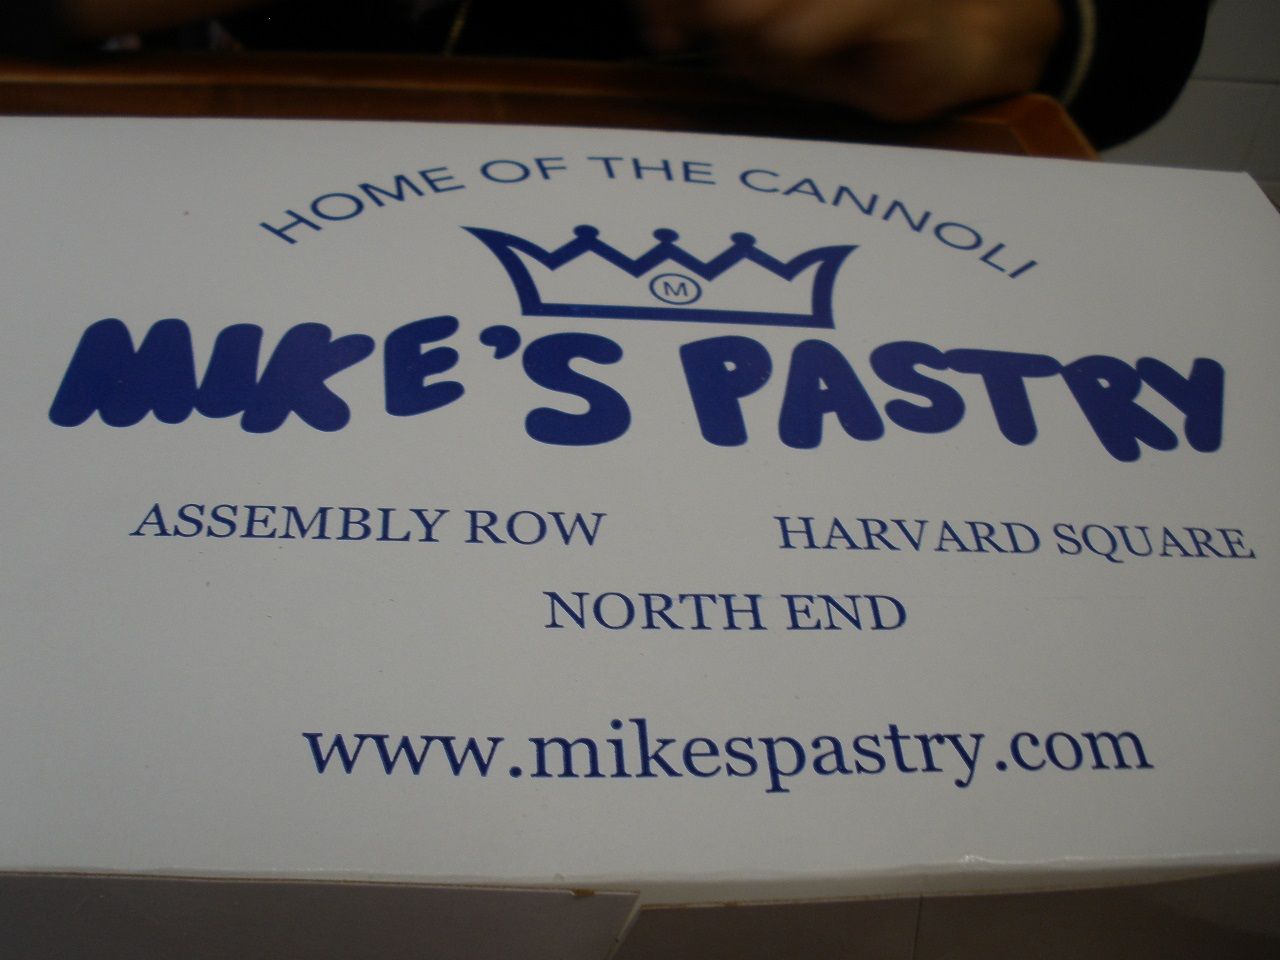 HOME OF THE CANNOLI
M
MIKE'S PASTRY
ASSEMBLY ROW HARVARD SQUARE
NORTH END
www.mikespastry.com